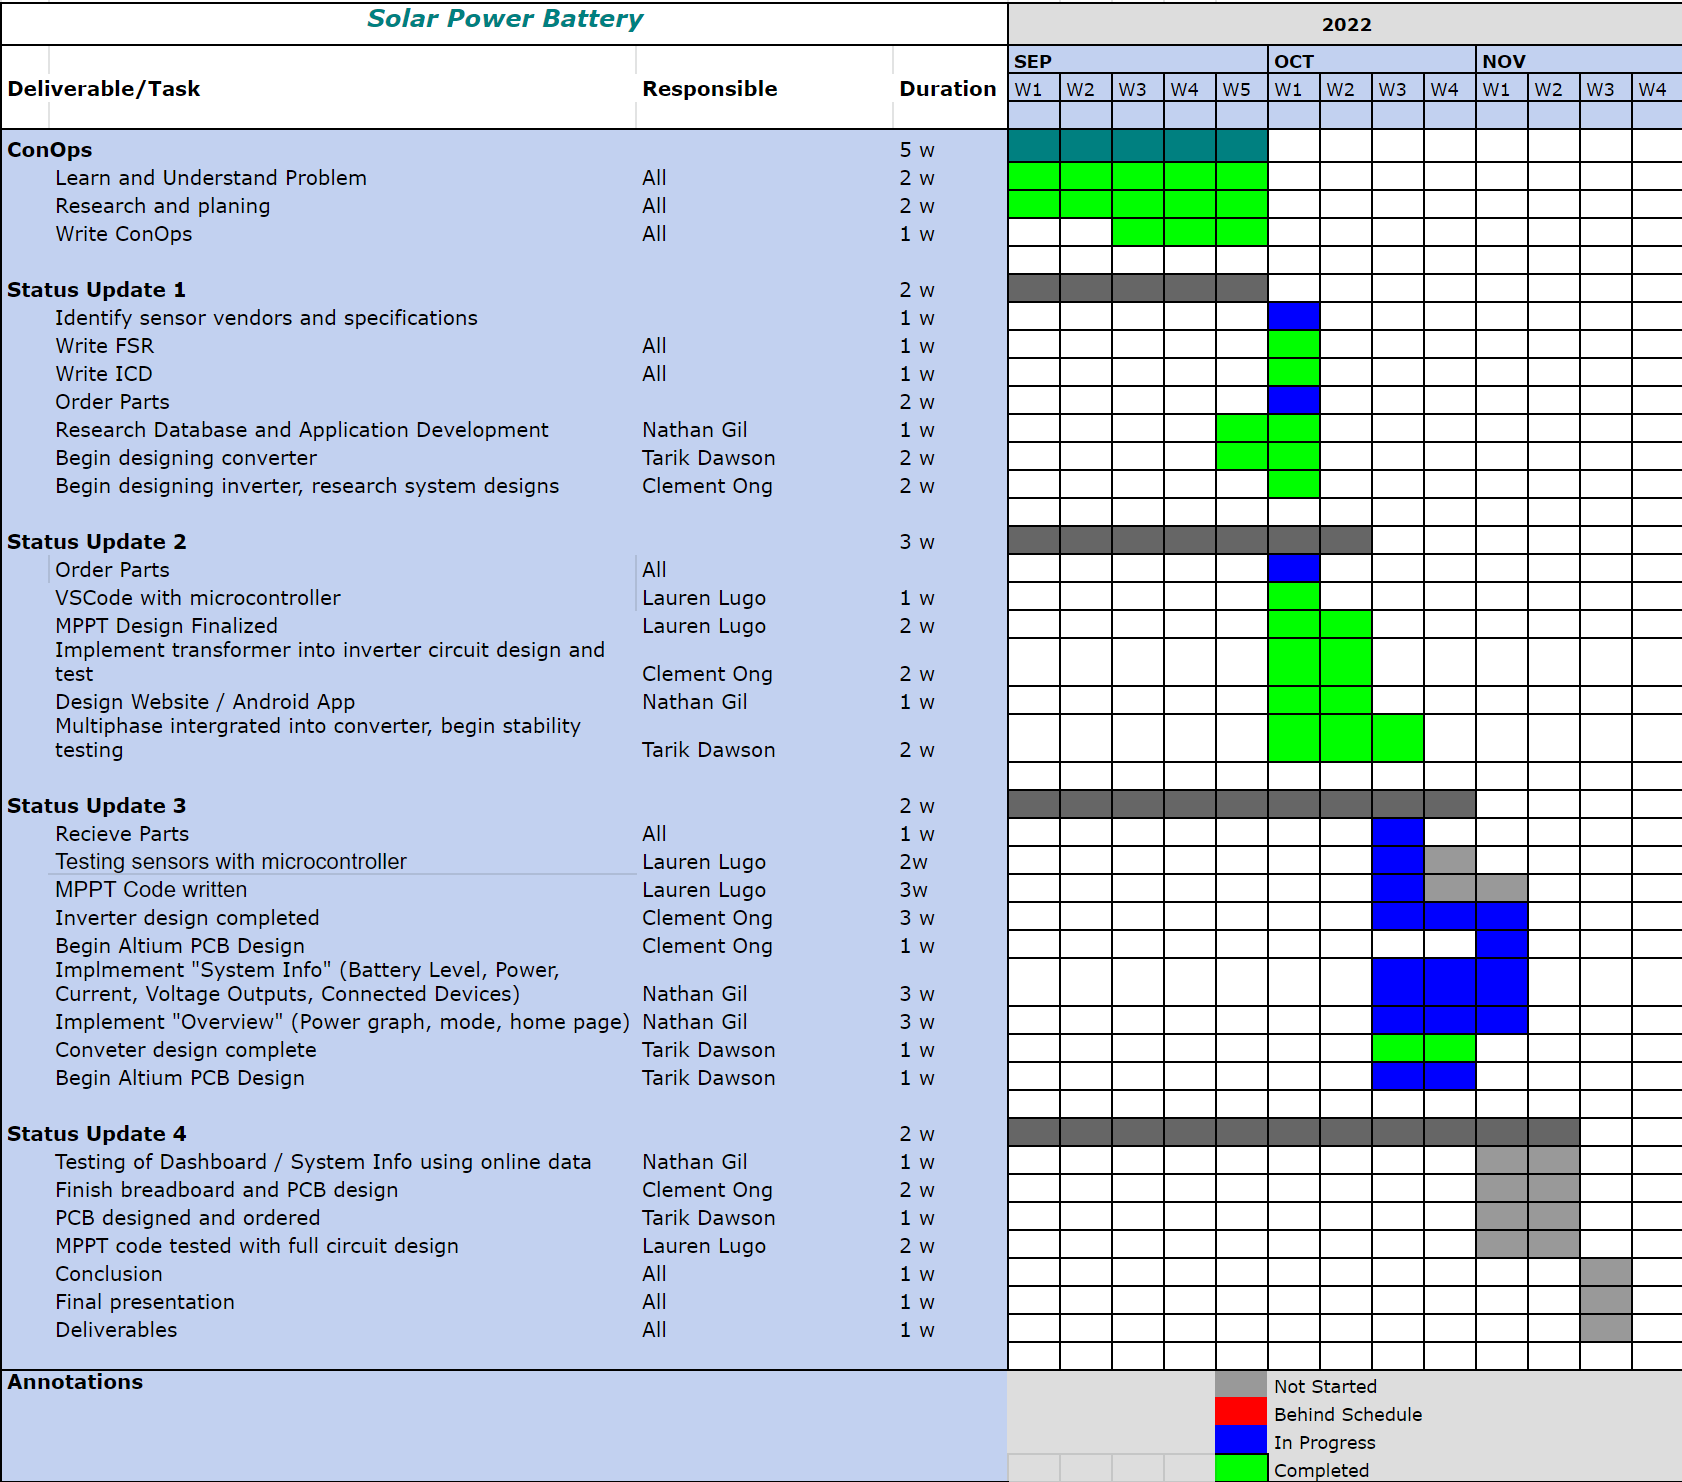 Solar Power Battery
2022
SEP OCT NOV
Deliverable/Task Responsible Duration W1 W2 W3 W4 W5 W1 W2 W3 W4 W1 W2 W3 W4
ConOps 5 w
Learn and Understand Problem All 2 w
Research and planing All 2 w
Write ConOps All 1 w
Status Update 1 2 w
Identify sensor vendors and specifications 1 w
Write FSR All 1 w
Write ICD All 1 w
Order Parts 2 w
Research Database and Application Development Nathan Gil 1 w
Begin designing converter Tarik Dawson 2 w
Begin designing inverter, research system designs Clement Ong 2 w
Status Update 2 3 w
Order Parts All
VSCode with microcontroller Lauren Lugo 1 w
MPPT Design Finalized Lauren Lugo 2 w
Implement transformer into inverter circuit design and
test Clement Ong 2 w
Design Website / Android App Nathan Gil 1 w
Multiphase intergrated into converter, begin stability
testing Tarik Dawson 2 w
Status Update 3 2 w
Recieve Parts All 1 w
Testing sensors with microcontroller Lauren Lugo 2w
MPPT Code written Lauren Lugo 3w
Inverter design completed Clement Ong 3 w
Begin Altium PCB Design Clement Ong 1 w
Implmement "System Info" (Battery Level, Power,
Current, Voltage Outputs, Connected Devices) Nathan Gil 3 w
Implement "Overview" (Power graph, mode, home page) Nathan Gil 3 w
Conveter design complete Tarik Dawson 1 w
Begin Altium PCB Design Tarik Dawson 1 w
Status Update 4 2 w
Testing of Dashboard / System Info using online data Nathan Gil 1 w
Finish breadboard and PCB design Clement Ong 2 w
PCB designed and ordered Tarik Dawson 1 w
MPPT code tested with full circuit design Lauren Lugo 2 w
Conclusion All 1 w
Final presentation All 1 w
Deliverables All 1 w
Annotations
Not Started
Behind Schedule
In Progress
Completed